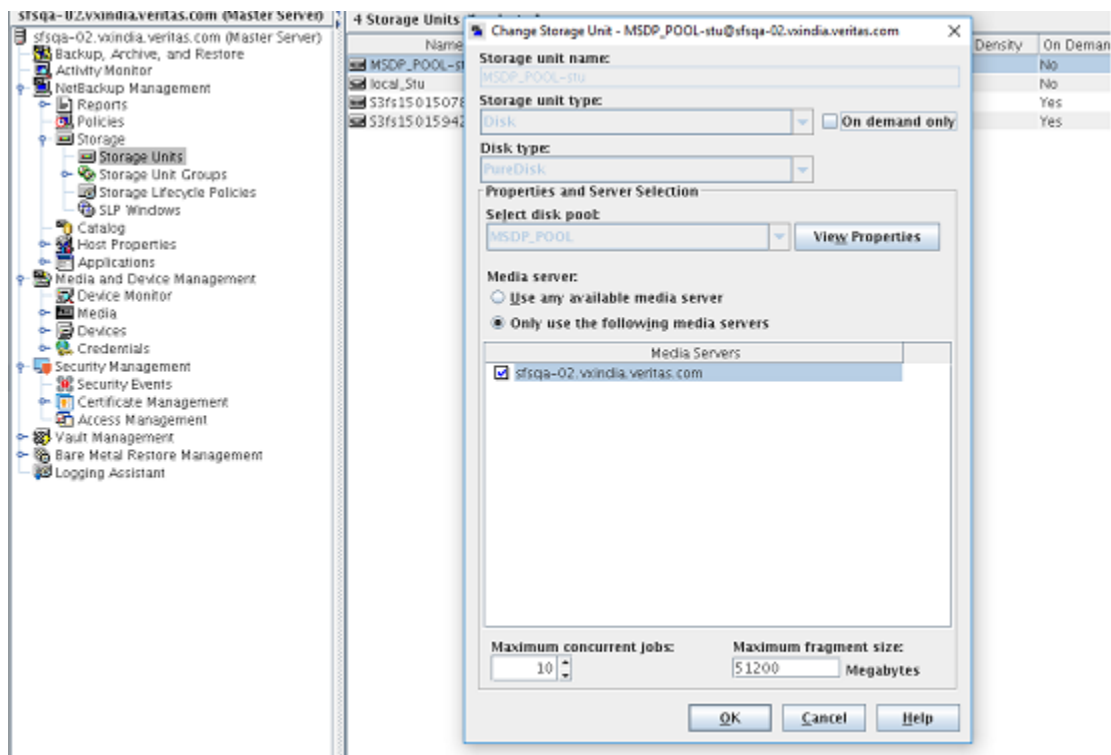 sfsqa-02.vxindia.veritas.com (Master Server)
sfsqa-02.vxindia.veritas.com (Master Server)
Backup, Archive, and Restore
Activity Monitor
NetBackup Management
Reports
Policies
Storage
Storage Units
Storage Unit Groups
Storage Lifecycle Policies
SLP Windows
Catalog
Host Properties
Applications
Media and Device Management
Device Monitor
Media
Devices
Credentials
Security Management
Security Events
Certificate Management
Access Management
Vault Management
Bare Metal Restore Management
Logging Assistant
4 Storage Units
Name Density On Deman
MSDP_POOL-st No
local_Stu No
S3fs15015078 Yes
S3fs15015942 Yes
Change Storage Unit - MSDP_POOL-stu@sfsqa-02.vxindia.veritas.com
Storage unit name:
MSDP_POOL-stu
Storage unit type:
Disk On demand only
Disk type:
PureDisk
Properties and Server Selection
Select disk pool:
MSDP_POOL View Properties
Media server:
Use any available media server
Only use the following media servers
Media Servers
sfsqa-02.vxindia.veritas.com
Maximum concurrent jobs: Maximum fragment size:
10 51200 Megabytes
OK Cancel Help